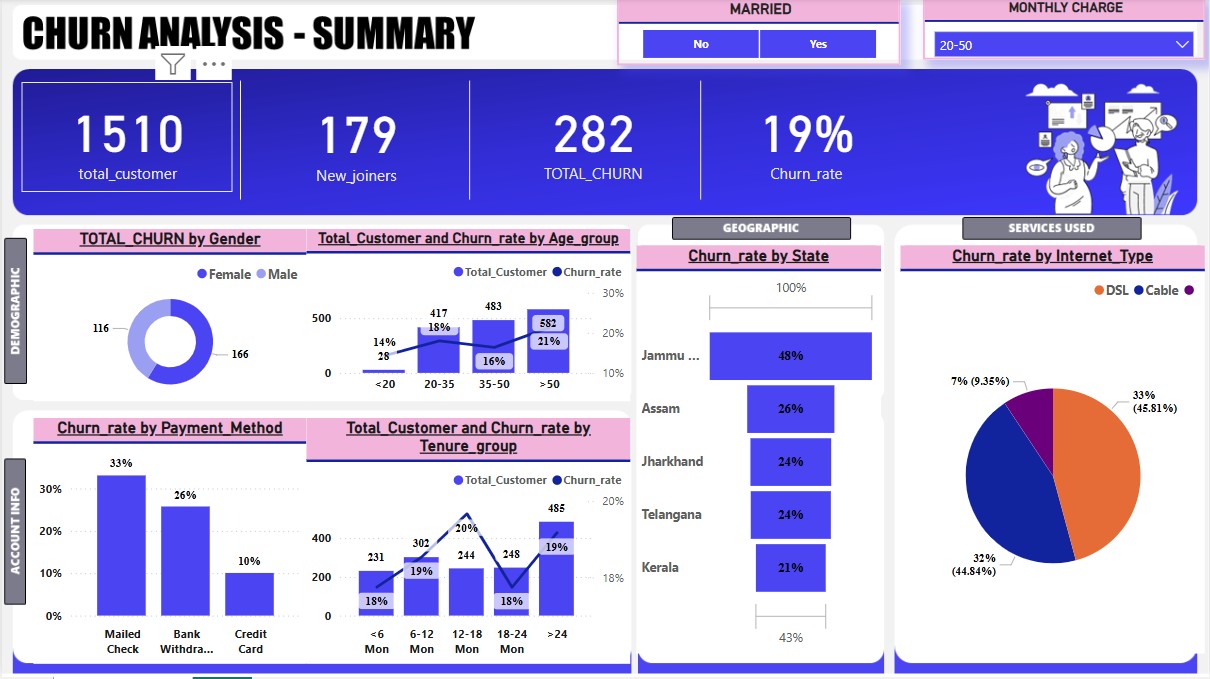 CHURN ANALYSIS - SUMMARY
MARRIED
No
Yes
MONTHLY CHARGE
20-50
1510
total_customer
179
New_joiners
282
TOTAL_CHURN
19%
Churn_rate
DEMOGRAPHIC
TOTAL_CHURN by Gender
Female Male
116
166
Total_Customer and Churn_rate by Age_group
Total_Customer Churn_rate
500
0
30%
20%
10%
14%
28
417
18%
483
16%
582
21%
<20
20-35
35-50
>50
ACCOUNT INFO
Churn_rate by Payment_Method
30%
20%
10%
0%
33%
26%
10%
Mailed
Check
Bank
Withdra...
Credit
Card
Total_Customer and Churn_rate by
Tenure_group
Total_Customer Churn_rate
400
200
0
20%
18%
231
18%
302
19%
20%
244
248
18%
485
19%
<6
Mon
6-12
Mon
12-18
Mon
18-24
Mon
>24
GEOGRAPHIC
Churn_rate by State
100%
Jammu ...
48%
Assam
26%
Jharkhand
24%
Telangana
24%
Kerala
21%
43%
SERVICES USED
Churn_rate by Internet_Type
DSL Cable
7% (9.35%)
33%
(45.81%)
32%
(44.84%)